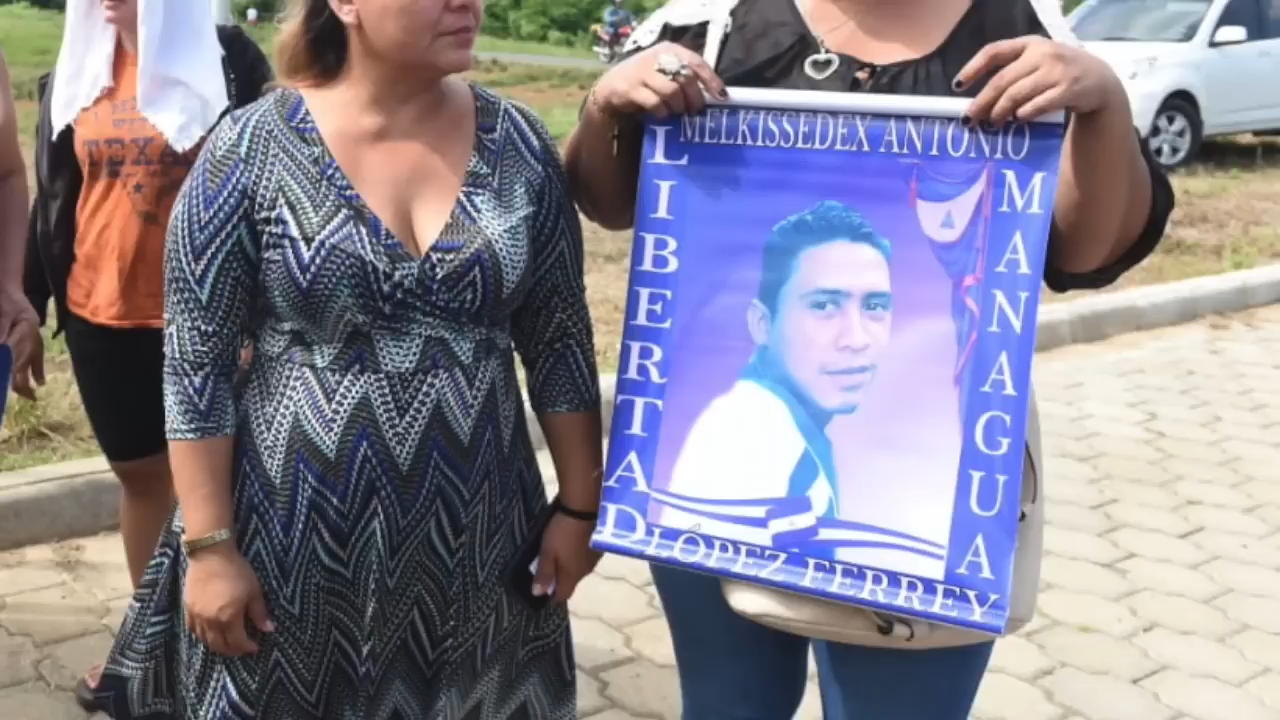 MELKISSEDEX ANTONIO
LIBERTAD
MANAGUA
LÓPEZ FERREY
TEXAS